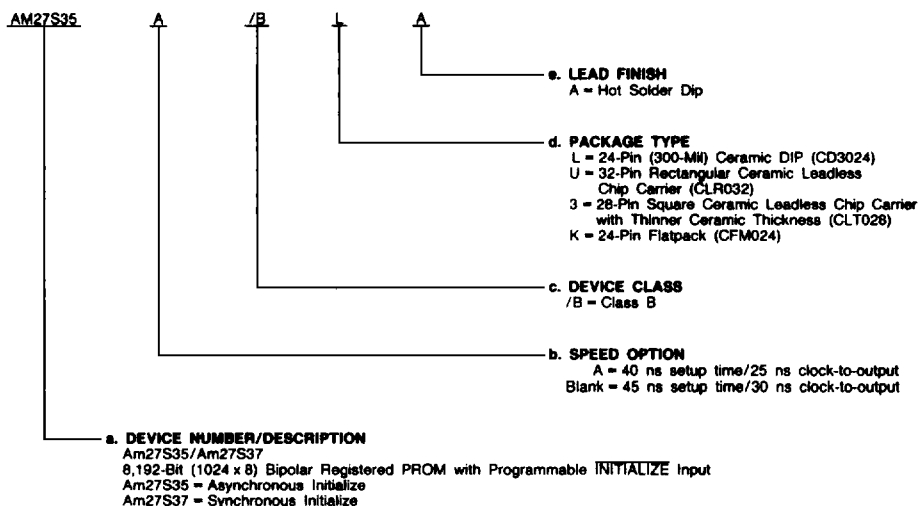 AM27S35 A /B L A
e. LEAD FINISH
A = Hot Solder Dip
d. PACKAGE TYPE
L = 24-Pin (300-Mil) Ceramic DIP (CD3024)
U = 32-Pin Rectangular Ceramic Leadless
Chip Carrier (CLR032)
3 = 28-Pin Square Ceramic Leadless Chip Carrier
with Thinner Ceramic Thickness (CLT028)
K = 24-Pin Flatpack (CFM024)
c. DEVICE CLASS
/B = Class B
b. SPEED OPTION
A = 40 ns setup time/25 ns clock-to-output
Blank = 45 ns setup time/30 ns clock-to-output
a. DEVICE NUMBER/DESCRIPTION
Am27S35/Am27S37
8,192-Bit (1024 x 8) Bipolar Registered PROM with Programmable INITIALIZE Input
Am27S35 = Asynchronous Initialize
Am27S37 = Synchronous Initialize